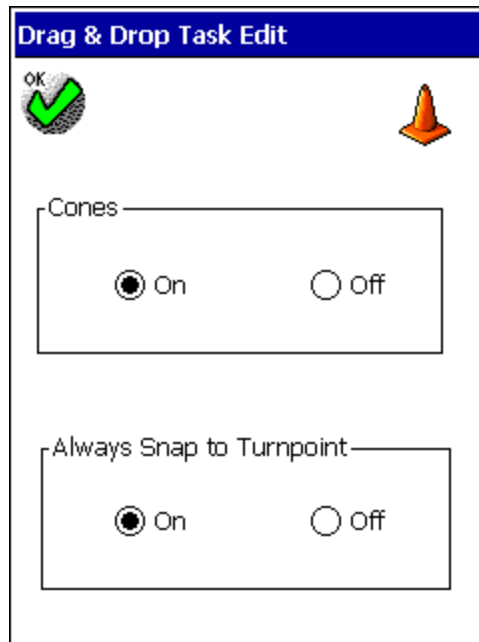 Drag & Drop Task Edit
OK
Cones
On Off
Always Snap to Turnpoint
On Off